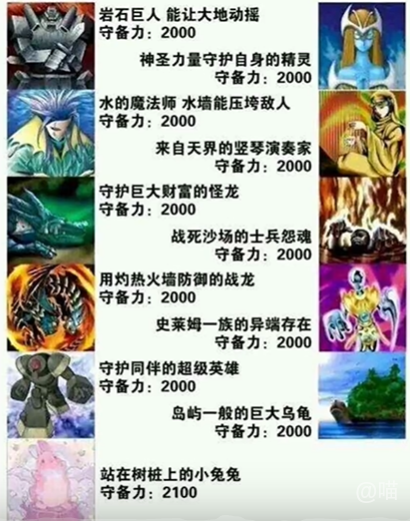 岩石巨人 能让大地动摇
守备力：2000
神圣力量守护自身的精灵
守备力：2000
水的魔法师 水墙能压垮敌人
守备力：2000
来自天界的竖琴演奏家
守备力：2000
守护巨大财富的怪龙
守备力：2000
战死沙场的士兵怨魂
守备力：2000
用灼热火墙防御的战龙
守备力：2000
史莱姆一族的异端存在
守备力：2000
守护同伴的超级英雄
守备力：2000
岛屿一般的巨大乌龟
守备力：2000
站在树桩上的小兔兔
守备力：2100
@喵